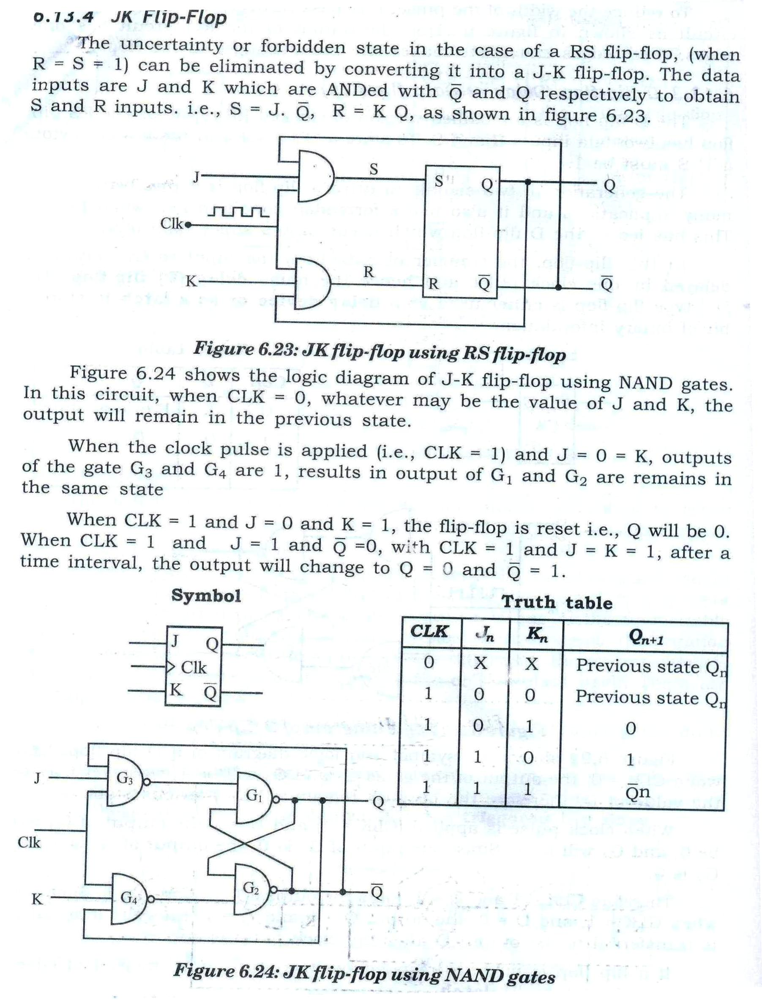 6.13.4 JK Flip-Flop
The uncertainty or forbidden state in the case of a RS flip-flop, (when
R = S = 1) can be eliminated by converting it into a J-K flip-flop. The data
inputs are J and K which are ANDed with Q̅ and Q respectively to obtain
S and R inputs. i.e., S = J. Q̅, R = K Q, as shown in figure 6.23.
J
S
S
Q
Q
Clk
K
R
R
Q̅
Q̅
Figure 6.23: JK flip-flop using RS flip-flop
Figure 6.24 shows the logic diagram of J-K flip-flop using NAND gates.
In this circuit, when CLK = 0, whatever may be the value of J and K, the
output will remain in the previous state.
When the clock pulse is applied (i.e., CLK = 1) and J = 0 = K, outputs
of the gate G₃ and G₄ are 1, results in output of G₁ and G₂ are remains in
the same state
When CLK = 1 and J = 0 and K = 1, the flip-flop is reset i.e., Q will be 0.
When CLK = 1 and J = 1 and Q̅ =0, with CLK = 1 and J = K = 1, after a
time interval, the output will change to Q = 0 and Q̅ = 1.
Symbol
J Q
Clk
K Q̅
Truth table
CLK Jₙ Kₙ Qₙ₊₁
0 X X Previous state Qₙ
1 0 0 Previous state Qₙ
1 0 1 0
1 1 0 1
1 1 1 Q̅n
J
G₃
G₁
Q
Clk
K
G₄
G₂
Q̅
Figure 6.24: JK flip-flop using NAND gates